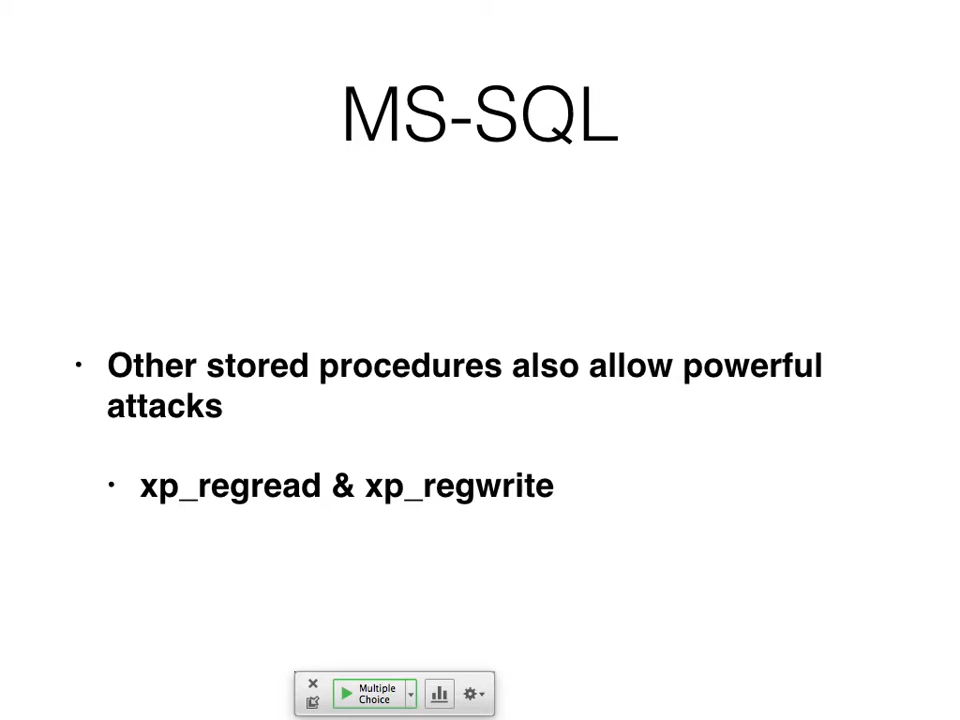 MS-SQL
• Other stored procedures also allow powerful
attacks
• xp_regread & xp_regwrite
Multiple
Choice